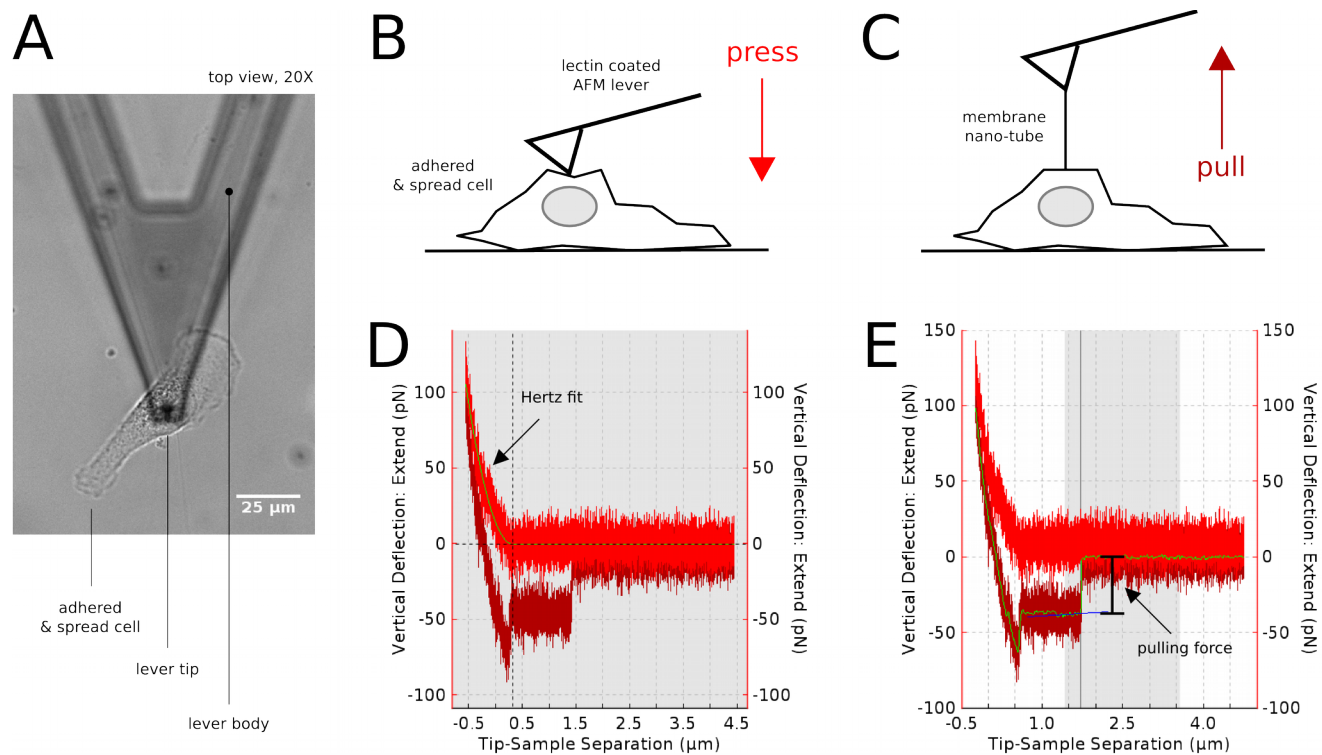 A
top view, 20X
25 µm
adhered
& spread cell
lever tip
lever body
B
lectin coated
AFM lever
press
adhered
& spread cell
C
membrane
nano-tube
pull
D
Vertical Deflection: Extend (pN)
100
50
0
-50
-100
Hertz fit
100
50
0
-50
-100
Vertical Deflection: Extend (pN)
-0.5 0.5 1.5 2.5 3.5 4.5
Tip-Sample Separation (µm)
E
Vertical Deflection: Extend (pN)
150
100
50
0
-50
-100
pulling force
150
100
50
0
-50
-100
Vertical Deflection: Extend (pN)
-0.5 1.0 2.5 4.0
Tip-Sample Separation (µm)